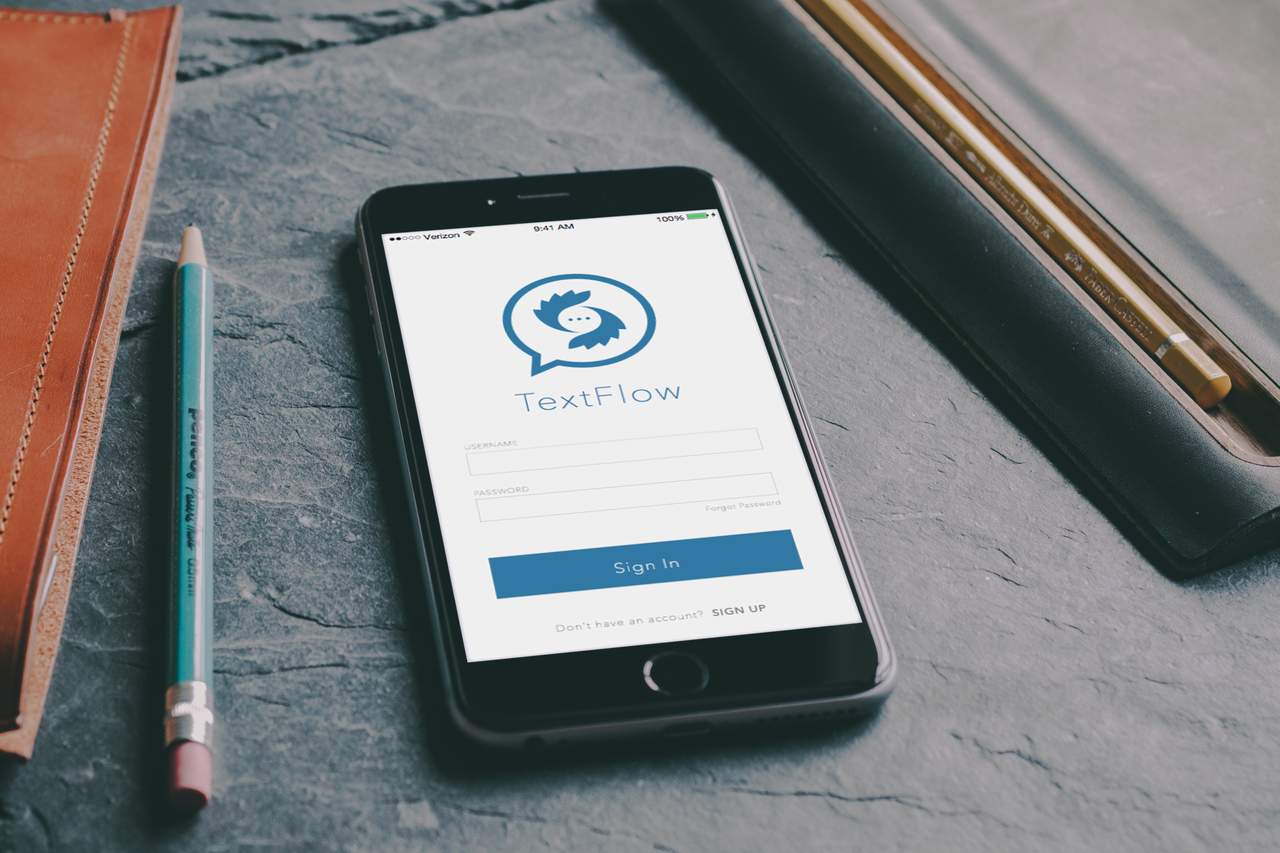 Verizon
9:41 AM
100%
TextFlow
USERNAME
PASSWORD
Forgot Password
Sign In
Don't have an account? SIGN UP
penco
FABER-CASTELL